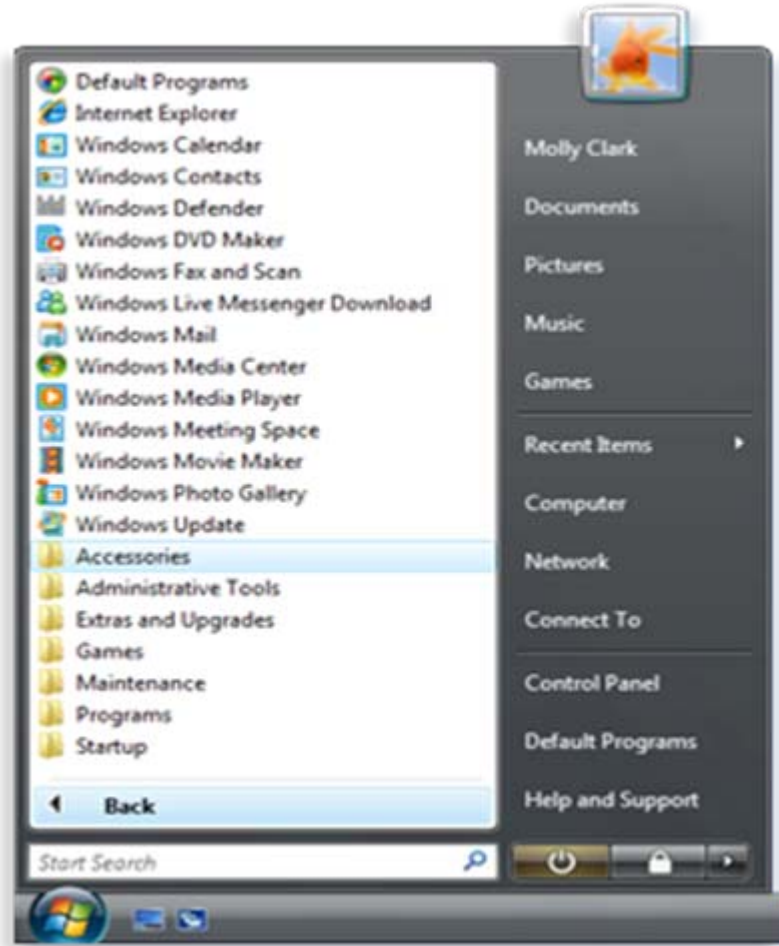 Default Programs
Internet Explorer
Windows Calendar
Windows Contacts
Windows Defender
Windows DVD Maker
Windows Fax and Scan
Windows Live Messenger Download
Windows Mail
Windows Media Center
Windows Media Player
Windows Meeting Space
Windows Movie Maker
Windows Photo Gallery
Windows Update
Accessories
Administrative Tools
Extras and Upgrades
Games
Maintenance
Programs
Startup
Back
Start Search
Molly Clark
Documents
Pictures
Music
Games
Recent Items
Computer
Network
Connect To
Control Panel
Default Programs
Help and Support